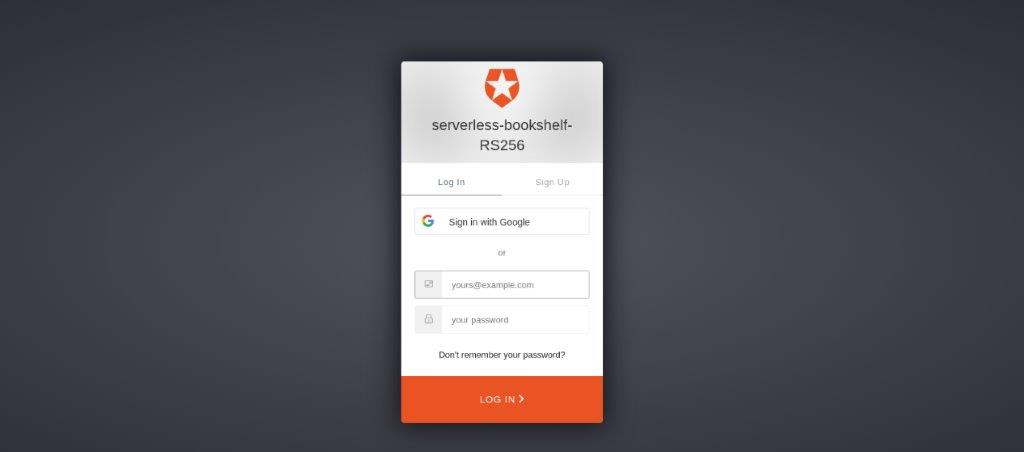 serverless-bookshelf-
RS256
Log In
Sign Up
Sign in with Google
or
yours@example.com
your password
Don't remember your password?
LOG IN